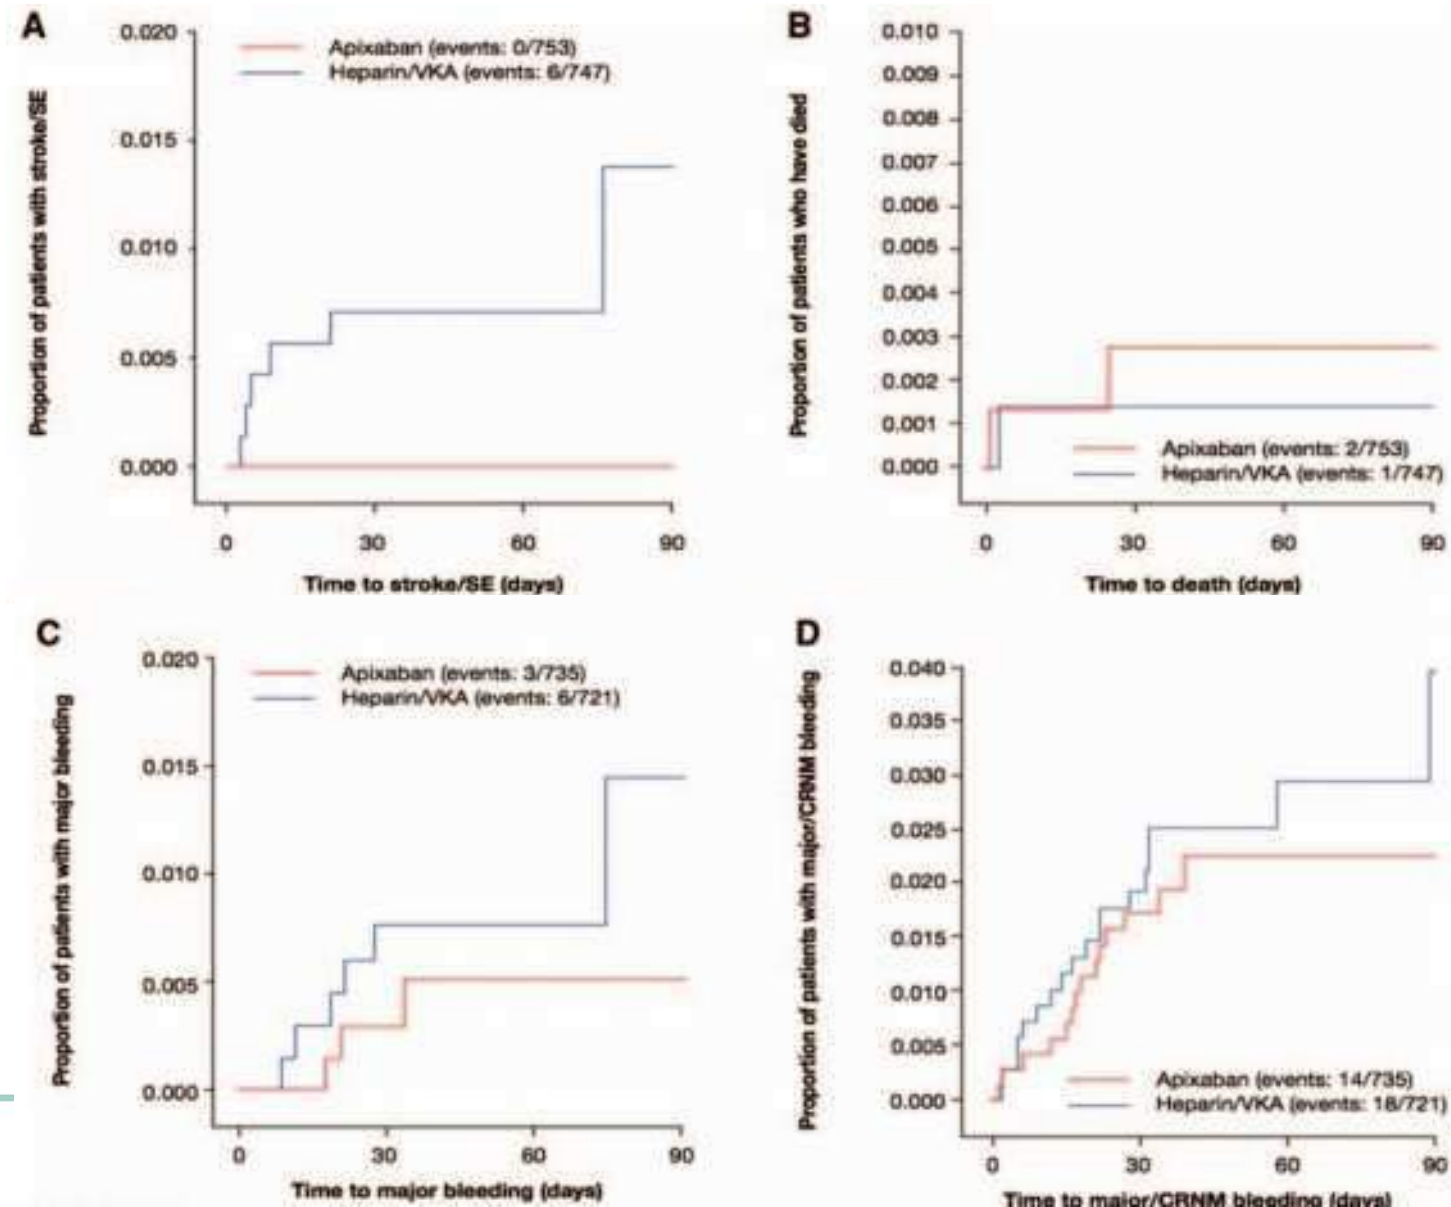 A
0.020
0.015
0.010
0.005
0.000
Proportion of patients with stroke/SE
Apixaban (events: 0/753)
Heparin/VKA (events: 6/747)
0
30
60
90
Time to stroke/SE (days)
B
0.010
0.009
0.008
0.007
0.006
0.005
0.004
0.003
0.002
0.001
0.000
Proportion of patients who have died
Apixaban (events: 2/753)
Heparin/VKA (events: 1/747)
0
30
60
90
Time to death (days)
C
0.020
0.015
0.010
0.005
0.000
Proportion of patients with major bleeding
Apixaban (events: 3/735)
Heparin/VKA (events: 6/721)
0
30
60
90
Time to major bleeding (days)
D
0.040
0.035
0.030
0.025
0.020
0.015
0.010
0.005
0.000
Proportion of patients with major/CRNM bleeding
Apixaban (events: 14/735)
Heparin/VKA (events: 18/721)
0
30
60
90
Time to major/CRNM bleeding (days)